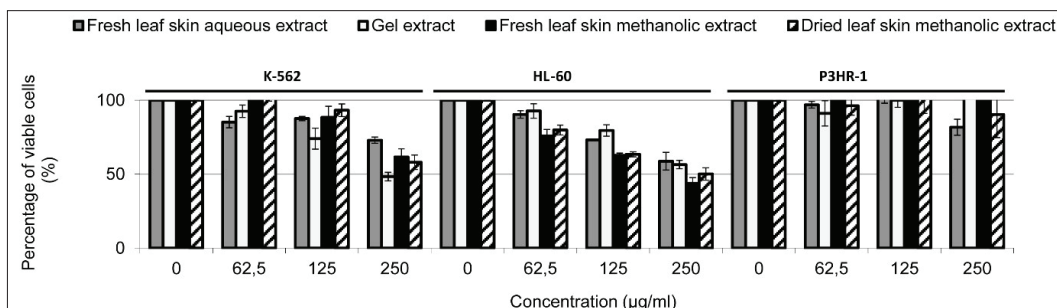 Fresh leaf skin aqueous extract Gel extract Fresh leaf skin methanolic extract Dried leaf skin methanolic extract
K-562 HL-60 P3HR-1
Percentage of viable cells
(%)
100
50
0
0 62,5 125 250 0 62,5 125 250 0 62,5 125 250
Concentration (µg/ml)